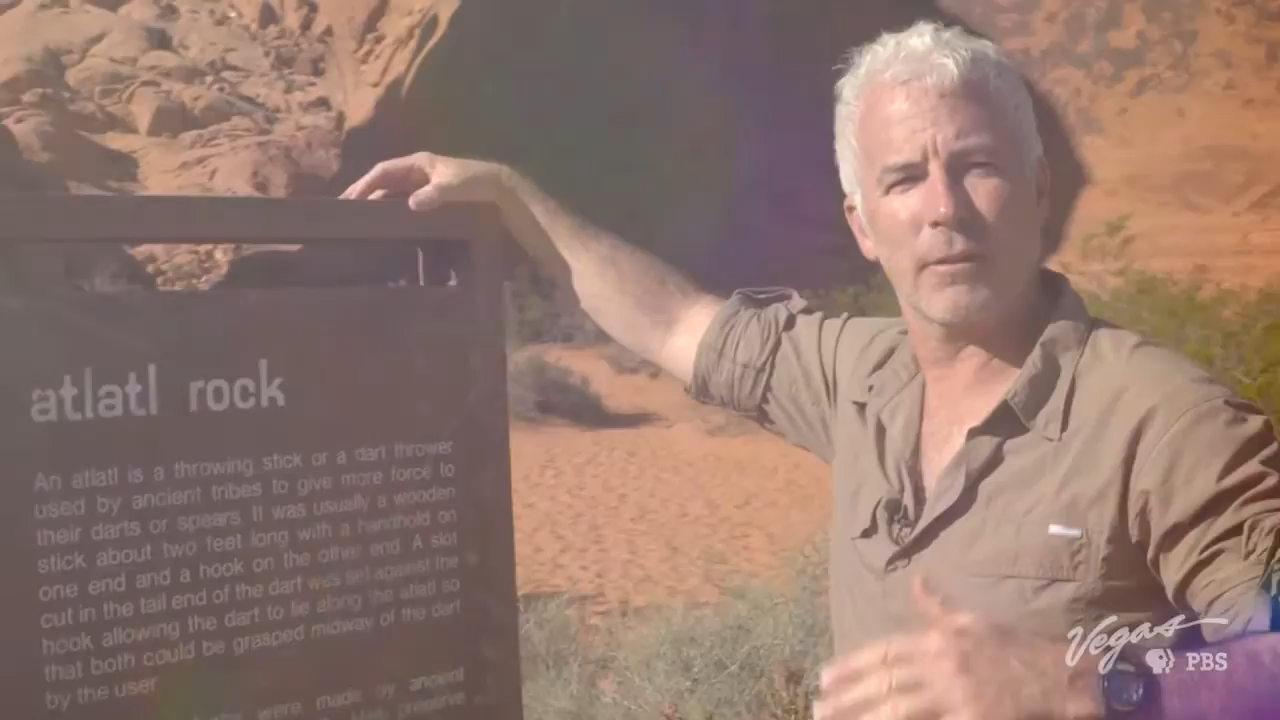 atlatl rock
An atlatl is a throwing stick or a dart thrower
used by ancient tribes to give more force to
their darts or spears. It was usually a wooden
stick about two feet long with a handhold on
one end and a hook on the other end. A slot
cut in the tail end of the dart was set against the
hook allowing the dart to lie along the atlatl so
that both could be grasped midway of the dart
by the user
were made by ancient
preserve
Vegas
PBS